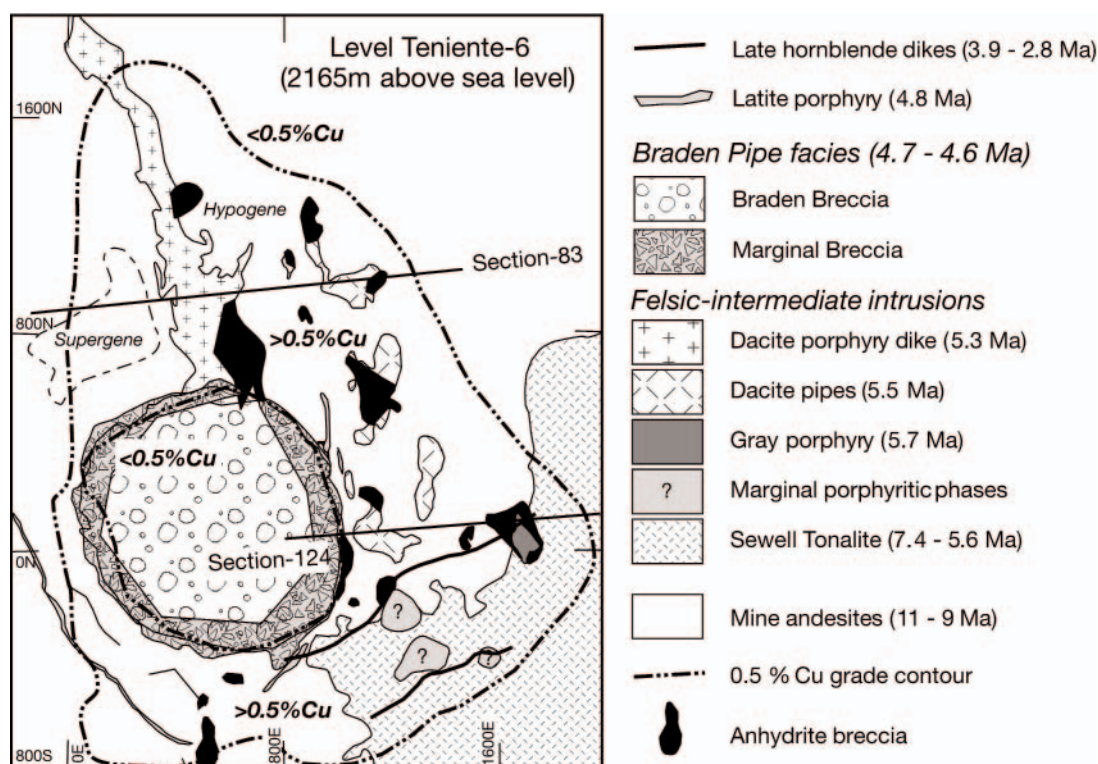 Level Teniente-6
(2165m above sea level)
1600N
<0.5%Cu
Hypogene
Section-83
800N
Supergene
>0.5%Cu
<0.5%Cu
Section-124
0N
?
?
?
>0.5%Cu
800S
0E
800E
1600E
Late hornblende dikes (3.9 - 2.8 Ma)
Latite porphyry (4.8 Ma)
Braden Pipe facies (4.7 - 4.6 Ma)
Braden Breccia
Marginal Breccia
Felsic-intermediate intrusions
Dacite porphyry dike (5.3 Ma)
Dacite pipes (5.5 Ma)
Gray porphyry (5.7 Ma)
?
Marginal porphyritic phases
Sewell Tonalite (7.4 - 5.6 Ma)
Mine andesites (11 - 9 Ma)
0.5 % Cu grade contour
Anhydrite breccia